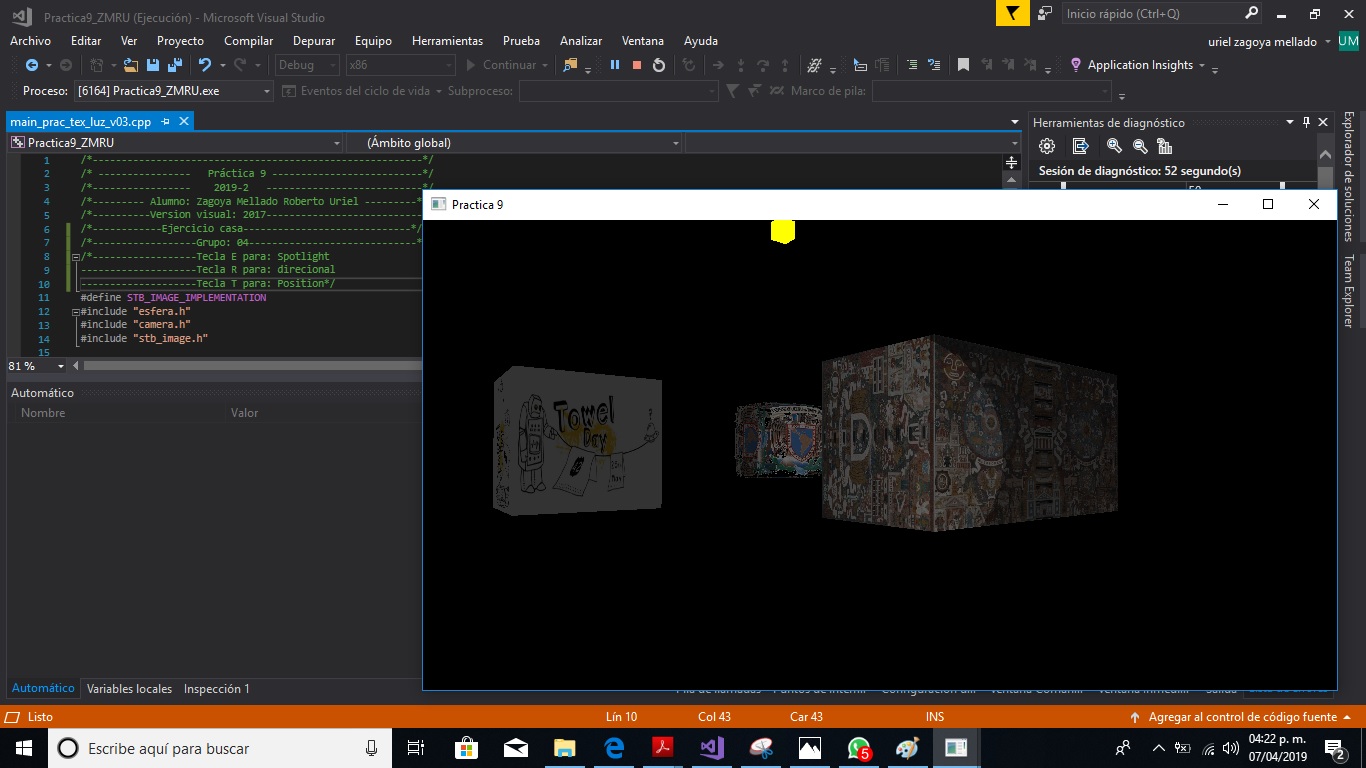 Practica9_ZMRU (Ejecución) - Microsoft Visual Studio
Inicio rápido (Ctrl+Q)
Archivo Editar Ver Proyecto Compilar Depurar Equipo Herramientas Prueba Analizar Ventana Ayuda
uriel zagoya mellado UM
Debug x86 Continuar Application Insights
Proceso: [6164] Practica9_ZMRU.exe Eventos del ciclo de vida Subproceso: Marco de pila:
main_prac_tex_luz_v03.cpp
Practica9_ZMRU (Ámbito global)
1 /*---------------------------------------------------------*/
2 /* ---------------- Práctica 9 --------------------------*/
3 /*---------------- 2019-2 ---------------------------*/
4 /*--------- Alumno: Zagoya Mellado Roberto Uriel ---------*
5 /*----------Version visual: 2017---------------------------
6 /*------------Ejercicio casa-----------------------------*/
7 /*------------------Grupo: 04-----------------------------*
8 /*------------------Tecla E para: Spotlight
9 --------------------Tecla R para: direcional
10 --------------------Tecla T para: Position*/
11 #define STB_IMAGE_IMPLEMENTATION
12 #include "esfera.h"
13 #include "camera.h"
14 #include "stb_image.h"
15
81 %
Herramientas de diagnóstico
Sesión de diagnóstico: 52 segundo(s)
50
Explorador de soluciones
Team Explorer
Practica 9
Towel
Day
Automático
Nombre Valor
Automático Variables locales Inspección 1
Listo Lín 10 Col 43 Car 43 INS Agregar al control de código fuente
Escribe aquí para buscar
5
04:22 p. m.
07/04/2019
2